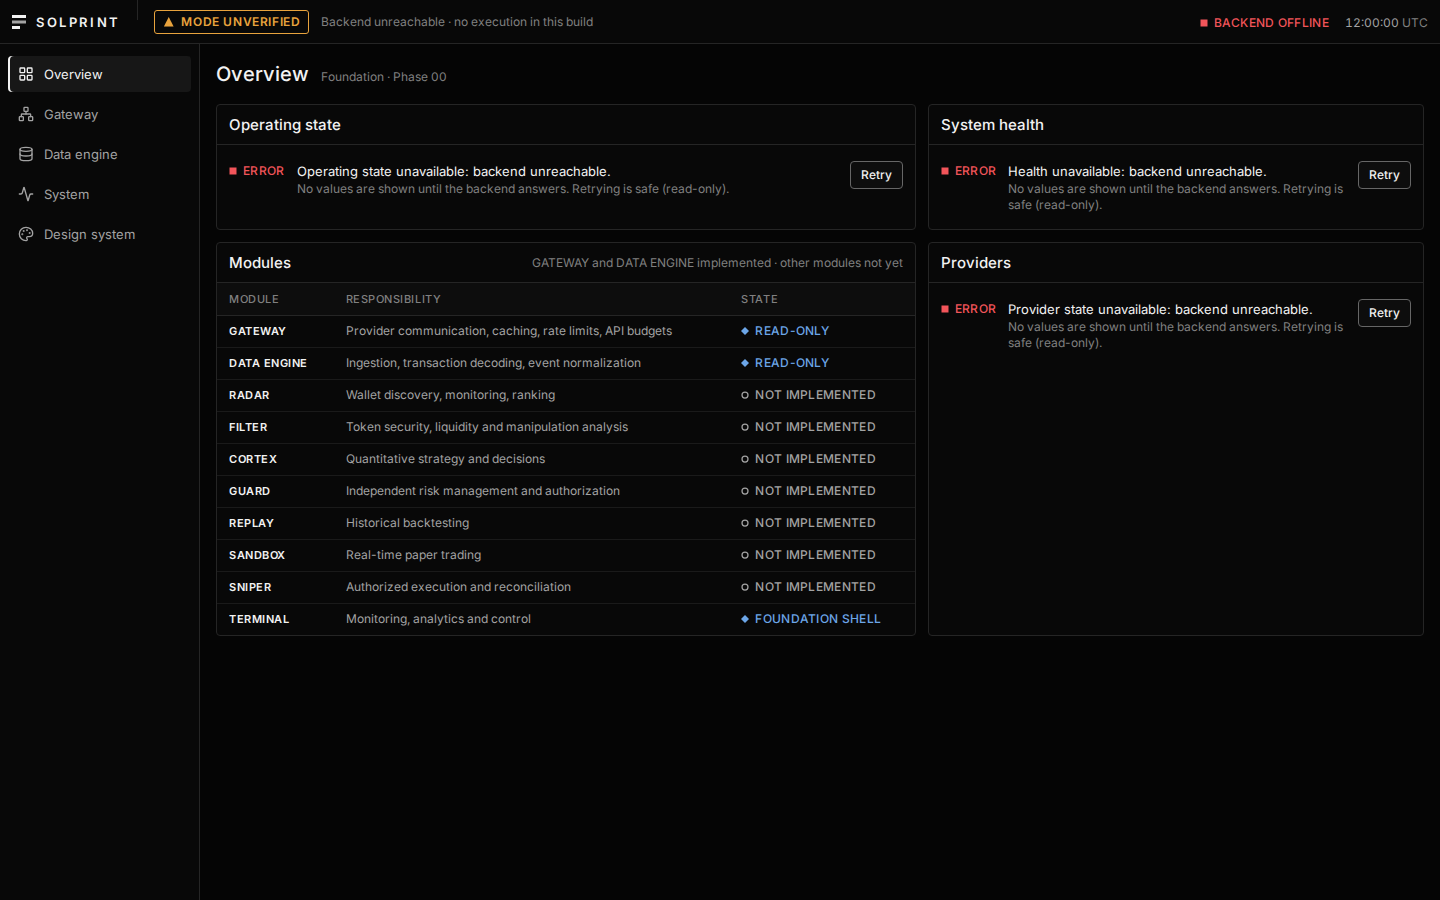 SOLPRINT
MODE UNVERIFIED
Backend unreachable · no execution in this build
BACKEND OFFLINE
12:00:00 UTC
Overview
Gateway
Data engine
System
Design system
Overview
Foundation · Phase 00
Operating state
ERROR
Operating state unavailable: backend unreachable.
No values are shown until the backend answers. Retrying is safe (read-only).
Retry
System health
ERROR
Health unavailable: backend unreachable.
No values are shown until the backend answers. Retrying is
safe (read-only).
Retry
Modules
GATEWAY and DATA ENGINE implemented · other modules not yet
MODULE RESPONSIBILITY STATE
GATEWAY Provider communication, caching, rate limits, API budgets READ-ONLY
DATA ENGINE Ingestion, transaction decoding, event normalization READ-ONLY
RADAR Wallet discovery, monitoring, ranking NOT IMPLEMENTED
FILTER Token security, liquidity and manipulation analysis NOT IMPLEMENTED
CORTEX Quantitative strategy and decisions NOT IMPLEMENTED
GUARD Independent risk management and authorization NOT IMPLEMENTED
REPLAY Historical backtesting NOT IMPLEMENTED
SANDBOX Real-time paper trading NOT IMPLEMENTED
SNIPER Authorized execution and reconciliation NOT IMPLEMENTED
TERMINAL Monitoring, analytics and control FOUNDATION SHELL
Providers
ERROR
Provider state unavailable: backend unreachable.
No values are shown until the backend answers. Retrying is
safe (read-only).
Retry